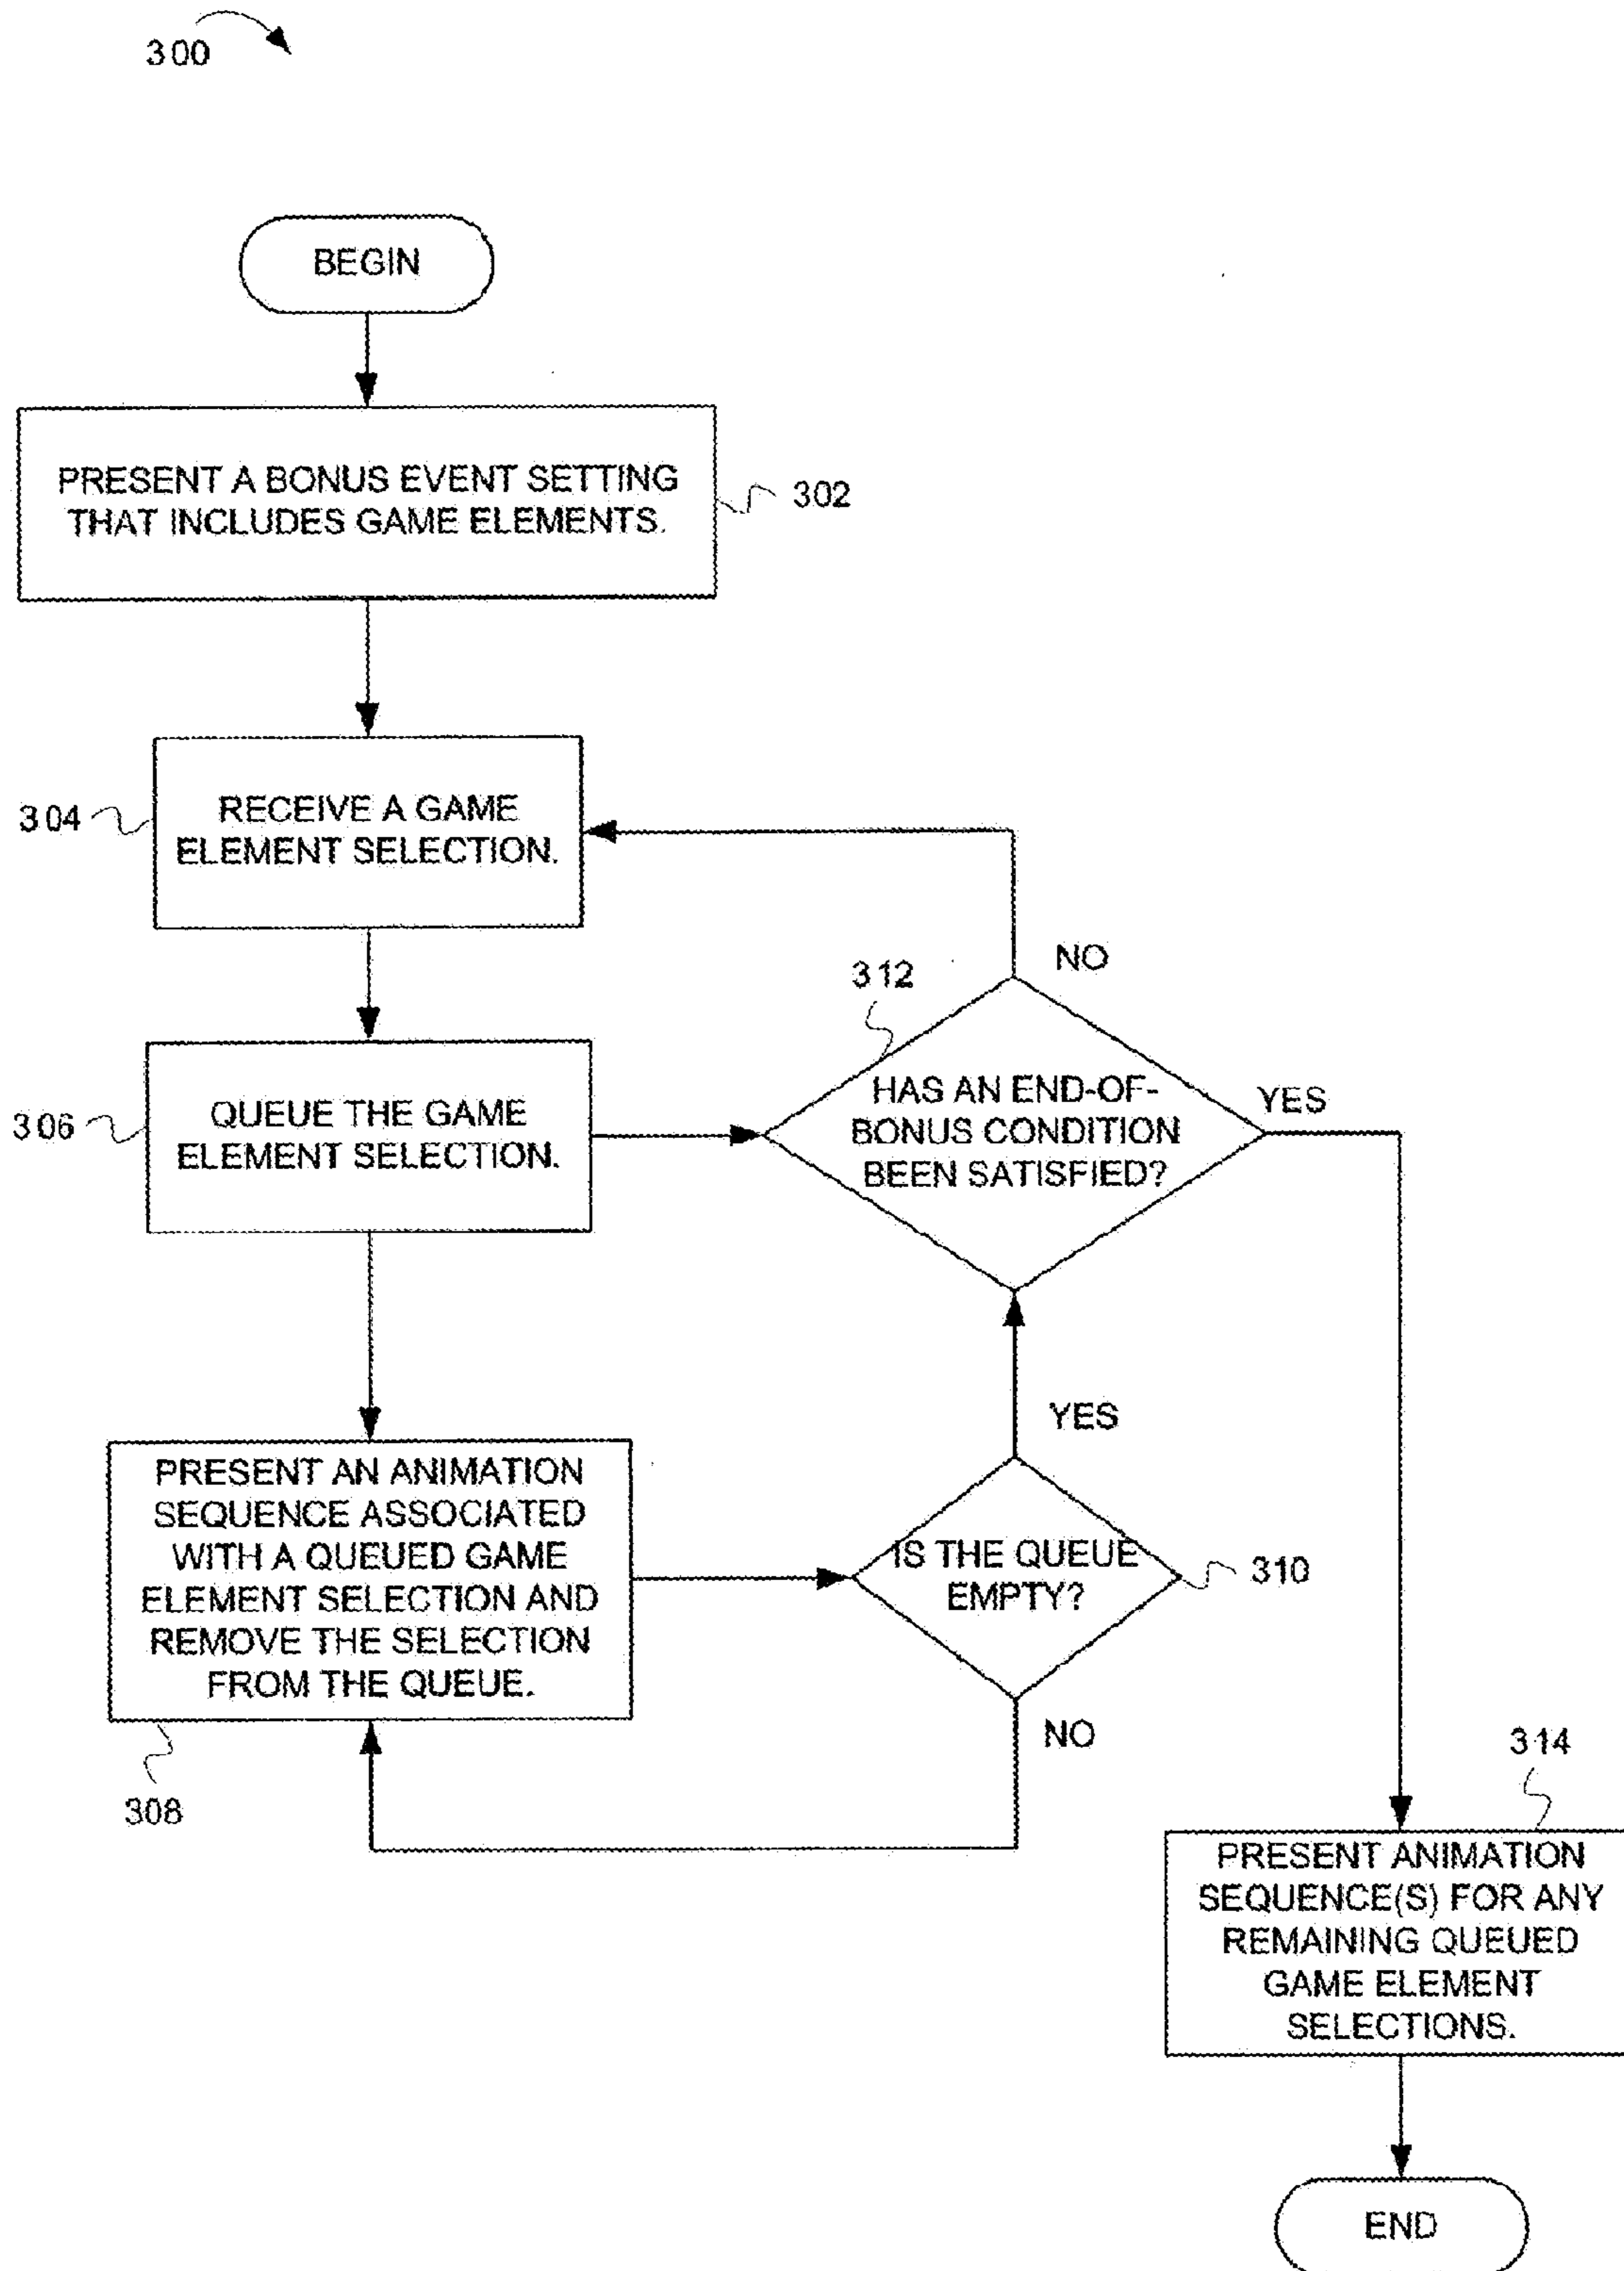 300
BEGIN
PRESENT A BONUS EVENT SETTING
THAT INCLUDES GAME ELEMENTS.
302
304
RECEIVE A GAME
ELEMENT SELECTION.
NO
312
306
QUEUE THE GAME
ELEMENT SELECTION.
HAS AN END-OF-
BONUS CONDITION
BEEN SATISFIED?
YES
YES
PRESENT AN ANIMATION
SEQUENCE ASSOCIATED
WITH A QUEUED GAME
ELEMENT SELECTION AND
REMOVE THE SELECTION
FROM THE QUEUE.
308
IS THE QUEUE
EMPTY?
310
NO
314
PRESENT ANIMATION
SEQUENCE(S) FOR ANY
REMAINING QUEUED
GAME ELEMENT
SELECTIONS.
END